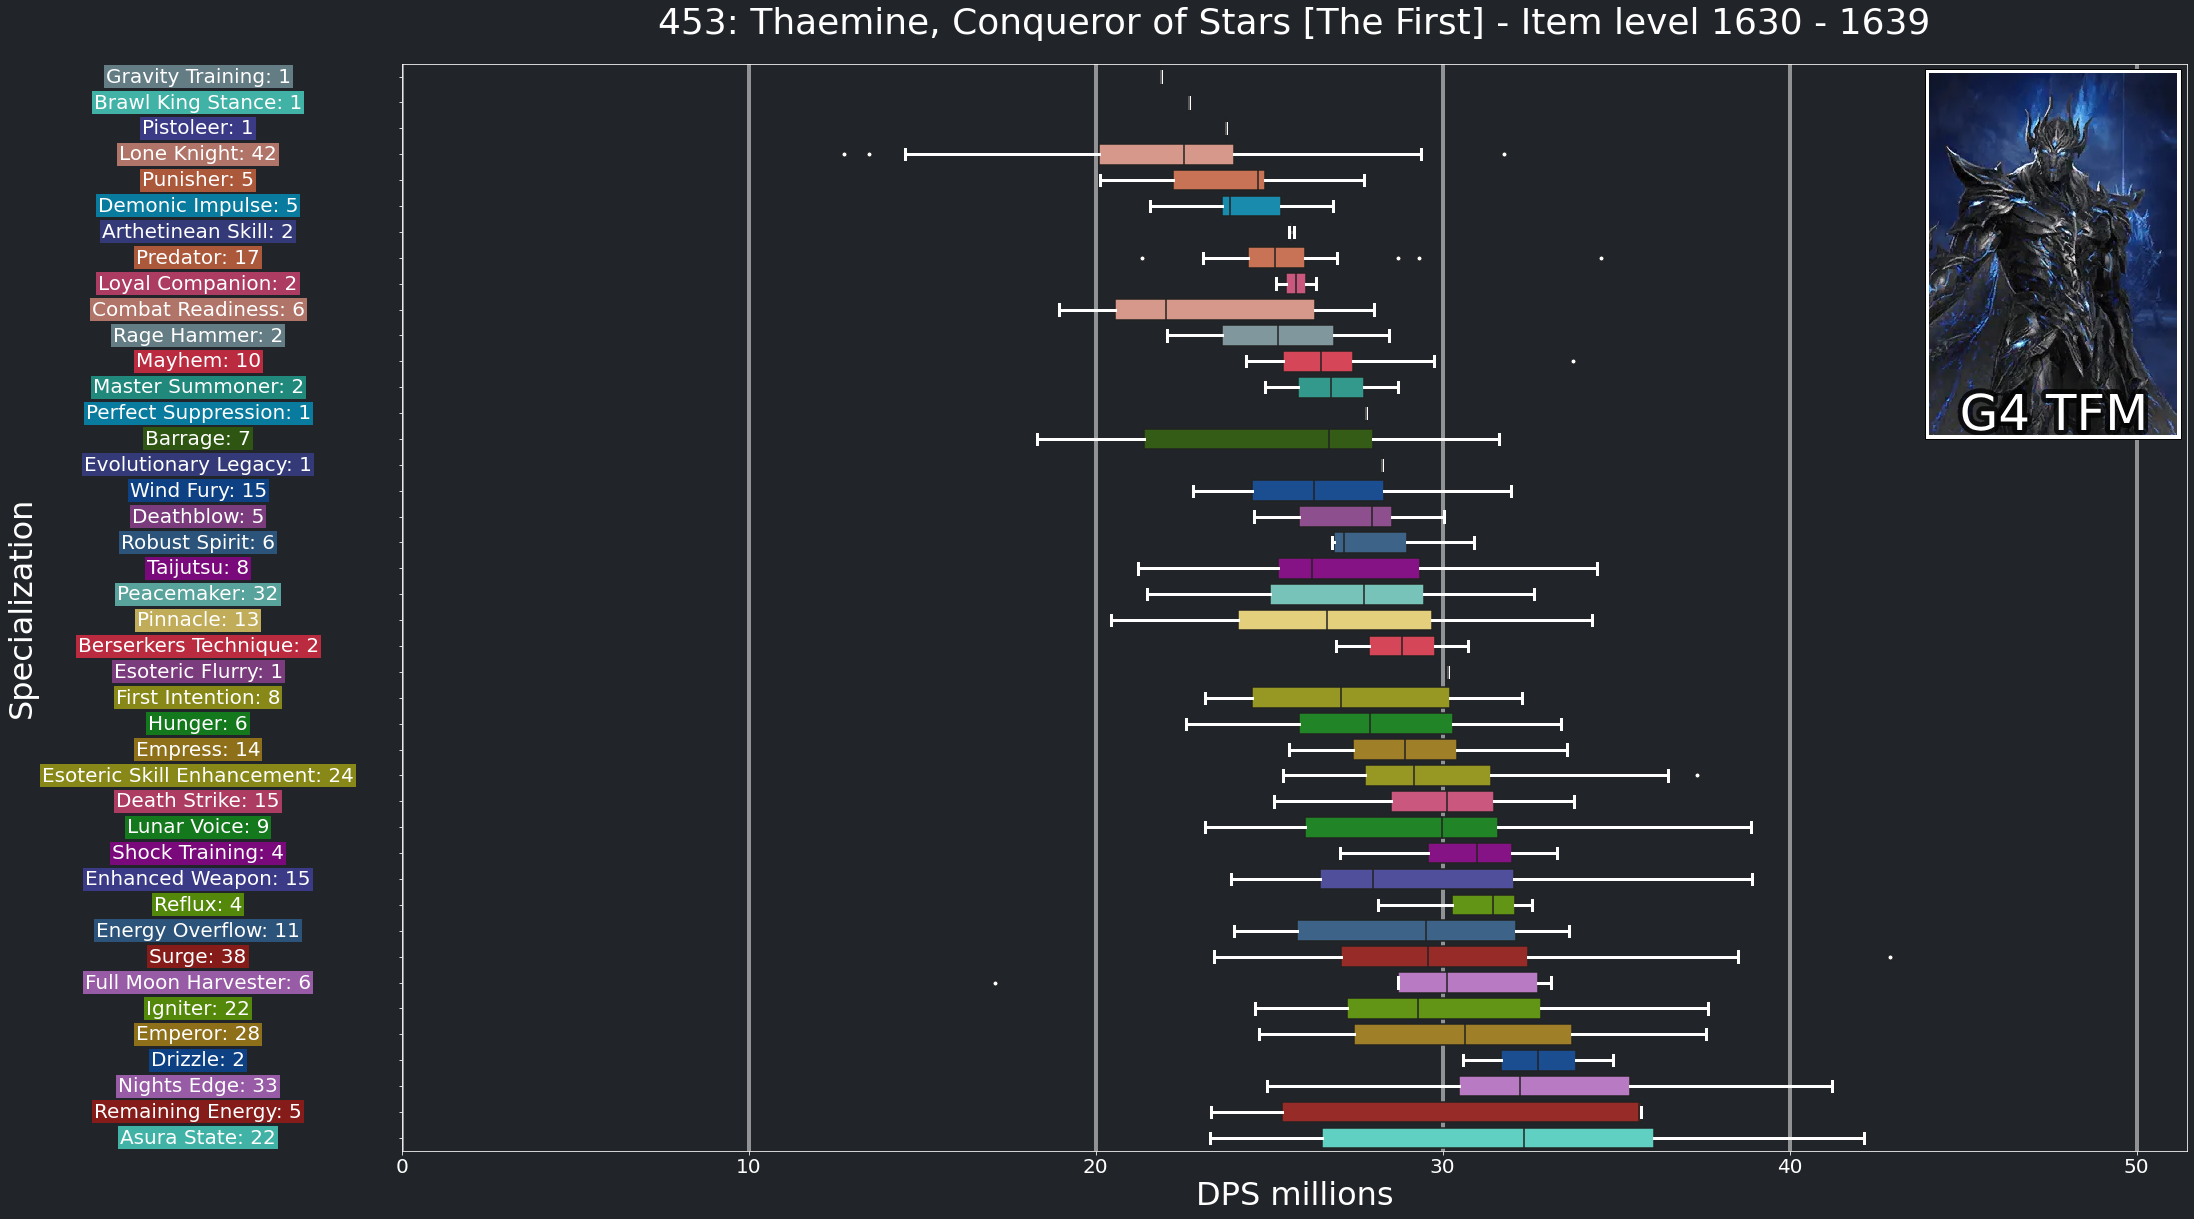 453: Thaemine, Conqueror of Stars [The First] - Item level 1630 - 1639
Gravity Training: 1
Brawl King Stance: 1
Pistoleer: 1
Lone Knight: 42
Punisher: 5
Demonic Impulse: 5
Arthetinean Skill: 2
Predator: 17
Loyal Companion: 2
Combat Readiness: 6
Rage Hammer: 2
Mayhem: 10
Master Summoner: 2
Perfect Suppression: 1
Barrage: 7
Evolutionary Legacy: 1
Wind Fury: 15
Deathblow: 5
Robust Spirit: 6
Taijutsu: 8
Peacemaker: 32
Pinnacle: 13
Berserkers Technique: 2
Esoteric Flurry: 1
First Intention: 8
Hunger: 6
Empress: 14
Esoteric Skill Enhancement: 24
Death Strike: 15
Lunar Voice: 9
Shock Training: 4
Enhanced Weapon: 15
Reflux: 4
Energy Overflow: 11
Surge: 38
Full Moon Harvester: 6
Igniter: 22
Emperor: 28
Drizzle: 2
Nights Edge: 33
Remaining Energy: 5
Asura State: 22
Specialization
G4 TFM
0 10 20 30 40 50
DPS millions